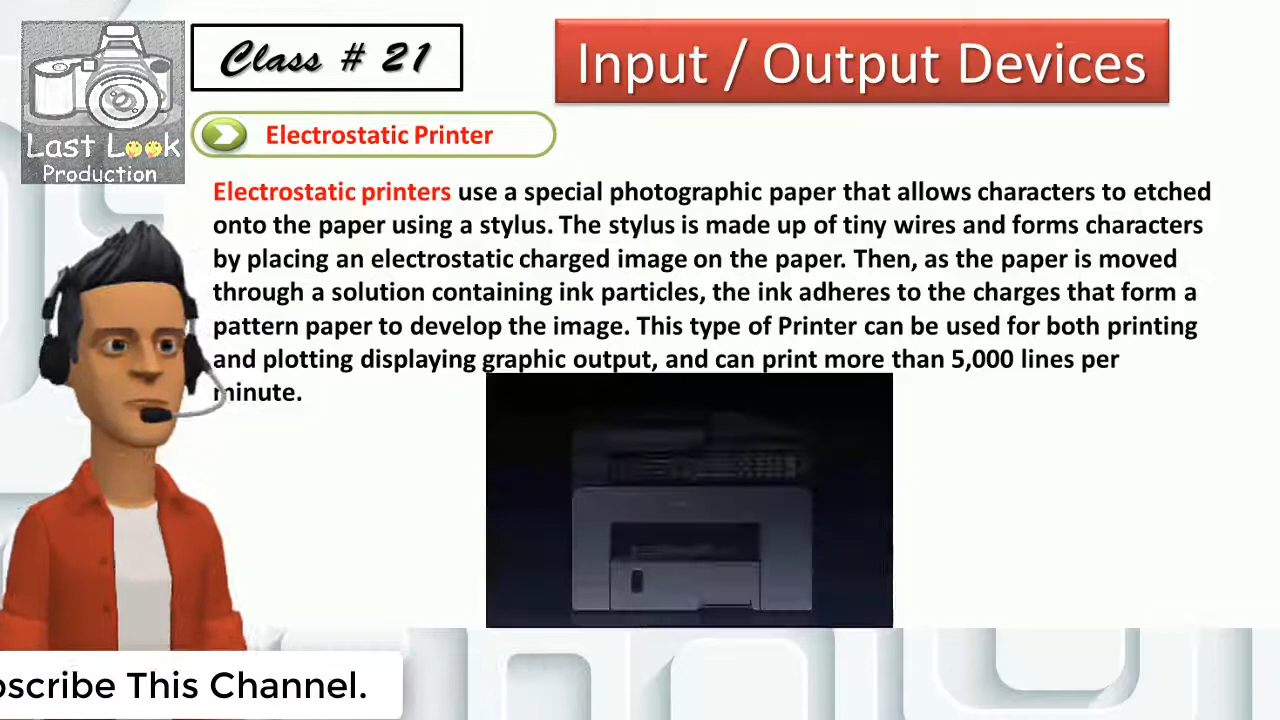 Class # 21
Input / Output Devices
Last Look
Production
Electrostatic Printer
Electrostatic printers use a special photographic paper that allows characters to etched
onto the paper using a stylus. The stylus is made up of tiny wires and forms characters
by placing an electrostatic charged image on the paper. Then, as the paper is moved
through a solution containing ink particles, the ink adheres to the charges that form a
pattern paper to develop the image. This type of Printer can be used for both printing
and plotting displaying graphic output, and can print more than 5,000 lines per
minute.
bscribe This Channel.